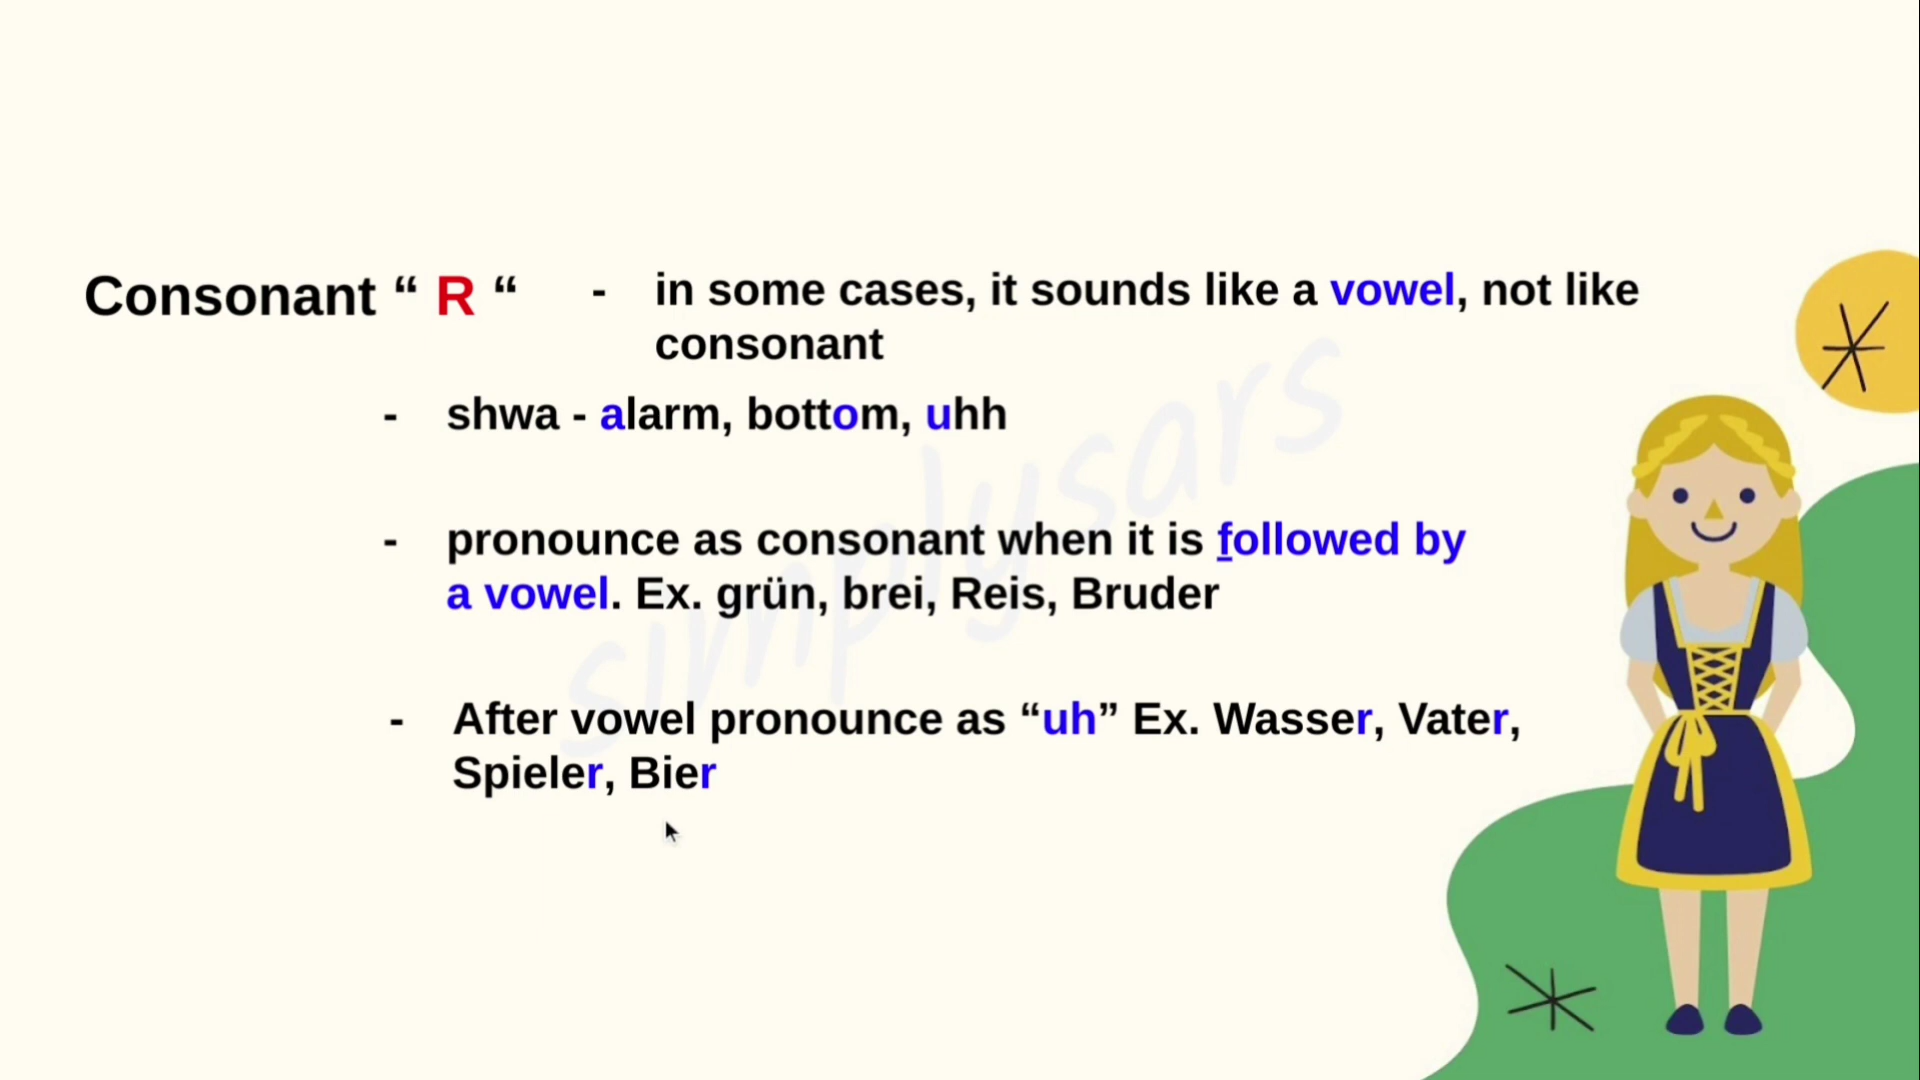 Consonant “ R “ - in some cases, it sounds like a vowel, not like
consonant
- shwa - alarm, bottom, uhh
- pronounce as consonant when it is followed by
a vowel. Ex. grün, brei, Reis, Bruder
- After vowel pronounce as “uh” Ex. Wasser, Vater,
Spieler, Bier
simplysars